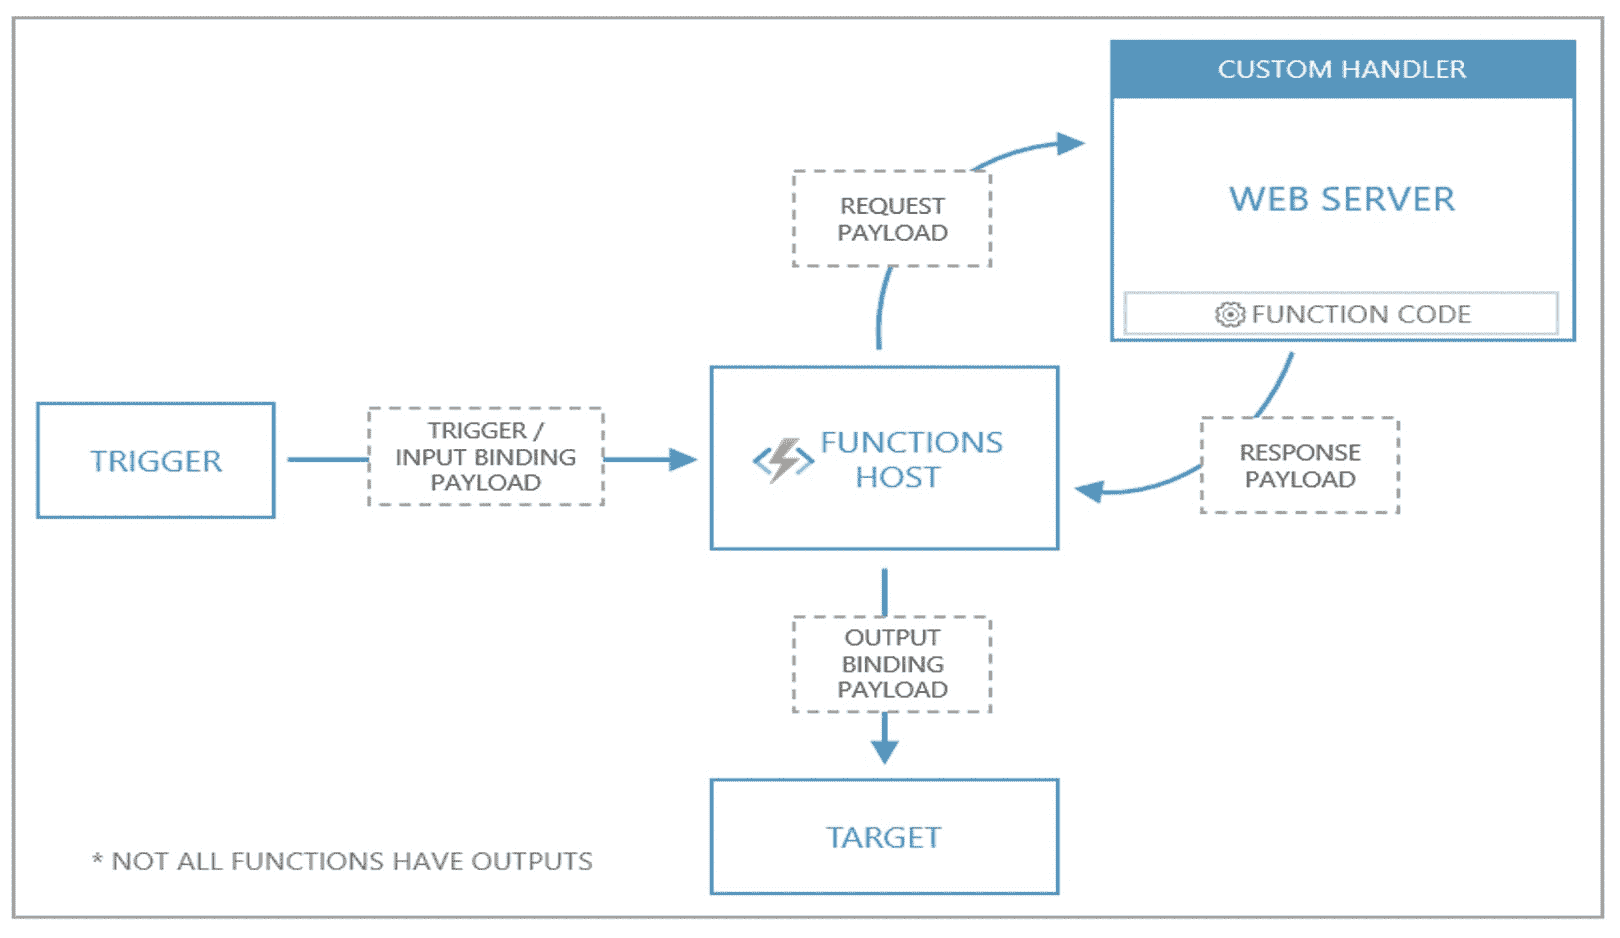 CUSTOM HANDLER
WEB SERVER
FUNCTION CODE
REQUEST
PAYLOAD
TRIGGER
TRIGGER /
INPUT BINDING
PAYLOAD
FUNCTIONS
HOST
RESPONSE
PAYLOAD
OUTPUT
BINDING
PAYLOAD
TARGET
* NOT ALL FUNCTIONS HAVE OUTPUTS